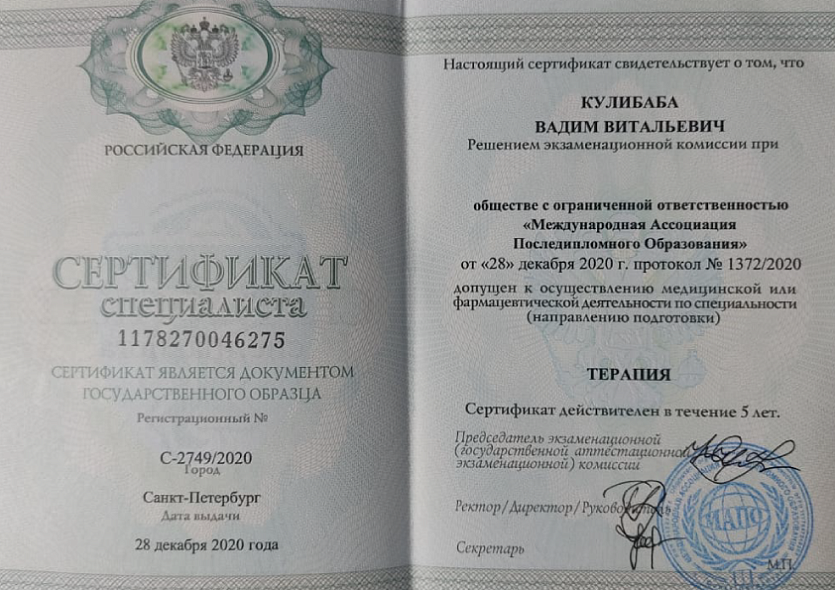 РОССИЙСКАЯ ФЕДЕРАЦИЯ
СЕРТИФИКАТ
специалиста
1178270046275
СЕРТИФИКАТ ЯВЛЯЕТСЯ ДОКУМЕНТОМ
ГОСУДАРСТВЕННОГО ОБРАЗЦА
Регистрационный №
С-2749/2020
Город
Санкт-Петербург
Дата выдачи
28 декабря 2020 года
Настоящий сертификат свидетельствует о том, что
КУЛИБАБА
ВАДИМ ВИТАЛЬЕВИЧ
Решением экзаменационной комиссии при
обществе с ограниченной ответственностью
«Международная Ассоциация
Последипломного Образования»
от «28» декабря 2020 г. протокол № 1372/2020
допущен к осуществлению медицинской или
фармацевтической деятельности по специальности
(направлению подготовки)
ТЕРАПИЯ
Сертификат действителен в течение 5 лет.
Председатель экзаменационной
(государственной аттестационной
экзаменационной) комиссии
Ректор/Директор/Руководитель
Секретарь
МАПО
М.П.